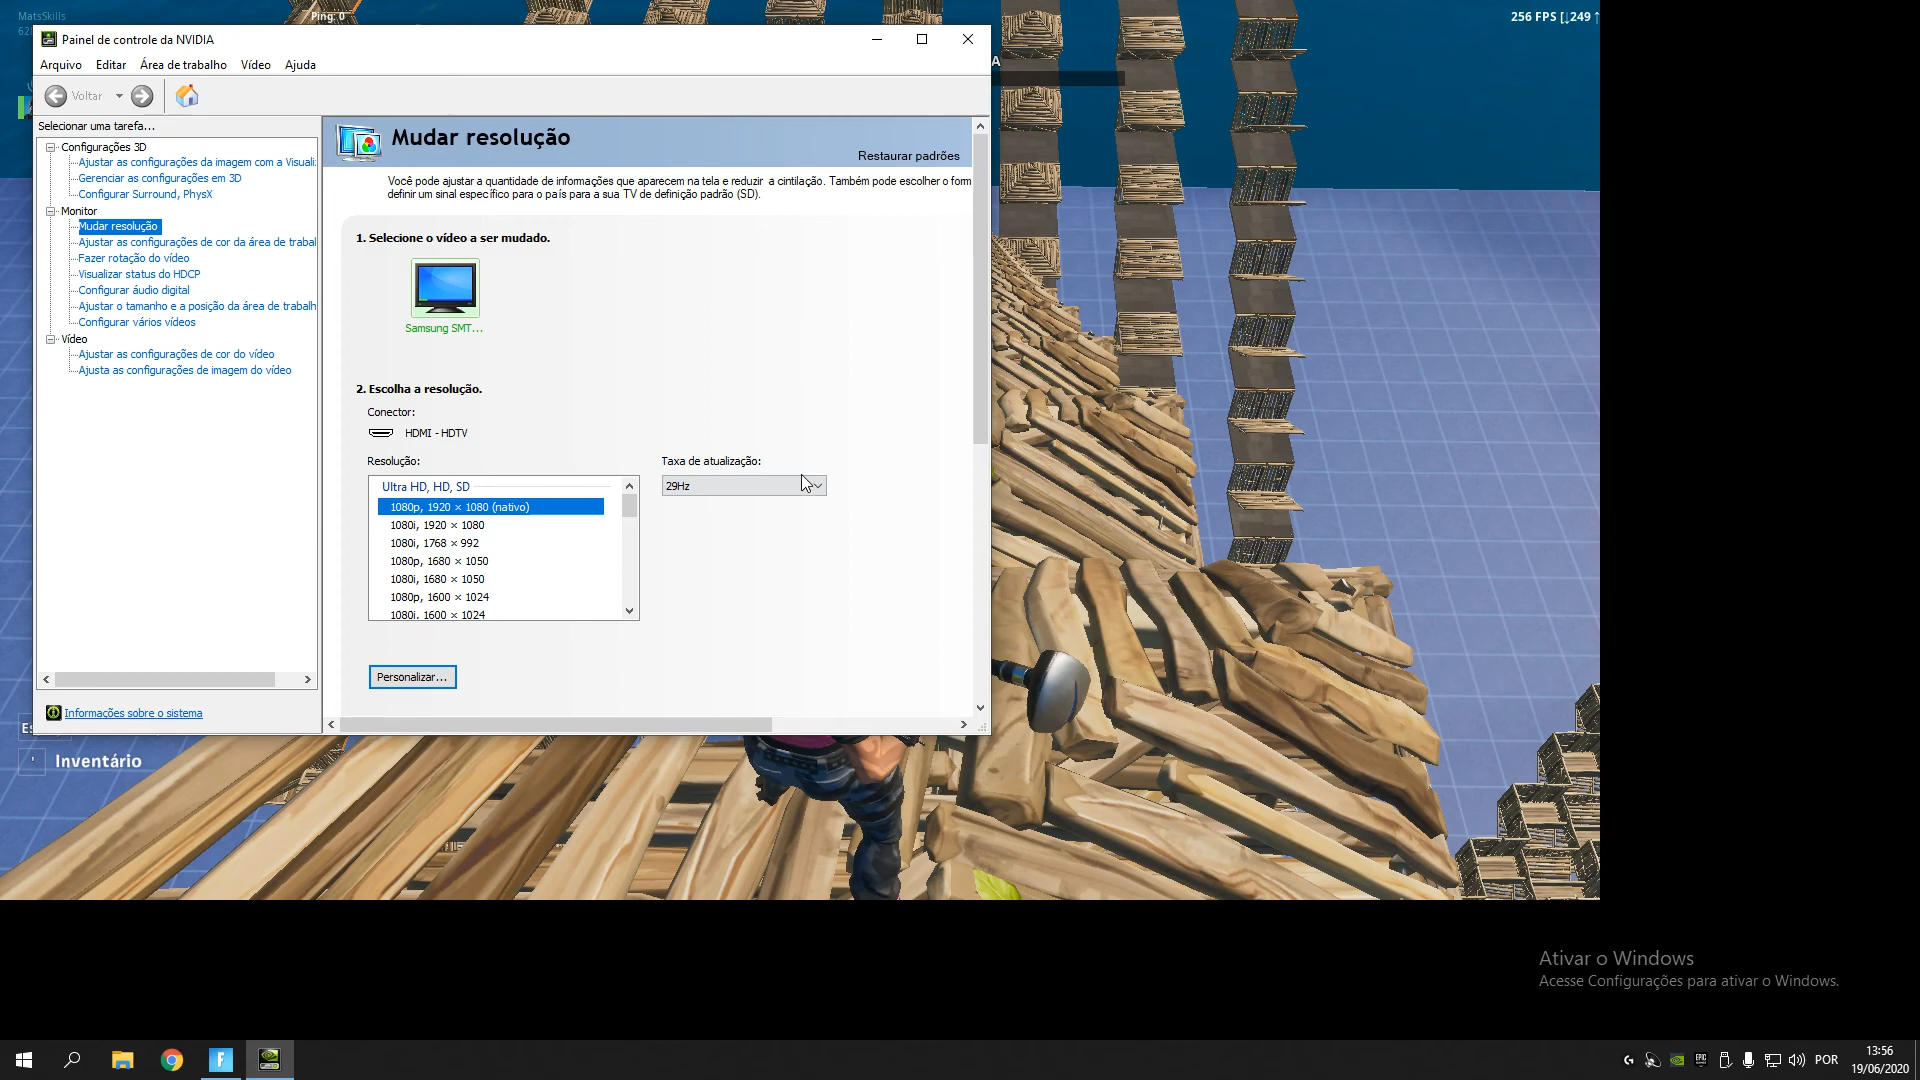 MatsSkills
Ping: 0
256 FPS [↓249 ↑
Painel de controle da NVIDIA
Arquivo Editar Área de trabalho Vídeo Ajuda
Voltar
Selecionar uma tarefa...
Configurações 3D
Ajustar as configurações da imagem com a Visuali
Gerenciar as configurações em 3D
Configurar Surround, PhysX
Monitor
Mudar resolução
Ajustar as configurações de cor da área de trabal
Fazer rotação do vídeo
Visualizar status do HDCP
Configurar áudio digital
Ajustar o tamanho e a posição da área de trabalh
Configurar vários vídeos
Vídeo
Ajustar as configurações de cor do vídeo
Ajusta as configurações de imagem do vídeo
Informações sobre o sistema
Mudar resolução
Restaurar padrões
Você pode ajustar a quantidade de informações que aparecem na tela e reduzir a cintilação. Também pode escolher o form
definir um sinal específico para o país para a sua TV de definição padrão (SD).
1. Selecione o vídeo a ser mudado.
Samsung SMT...
2. Escolha a resolução.
Conector:
HDMI - HDTV
Resolução:
Taxa de atualização:
29Hz
Ultra HD, HD, SD
1080p, 1920 × 1080 (nativo)
1080i, 1920 × 1080
1080i, 1768 × 992
1080p, 1680 × 1050
1080i, 1680 × 1050
1080p, 1600 × 1024
1080i, 1600 × 1024
Personalizar...
A
Es
' Inventário
Ativar o Windows
Acesse Configurações para ativar o Windows.
F
EPIC
POR
13:56
19/06/2020